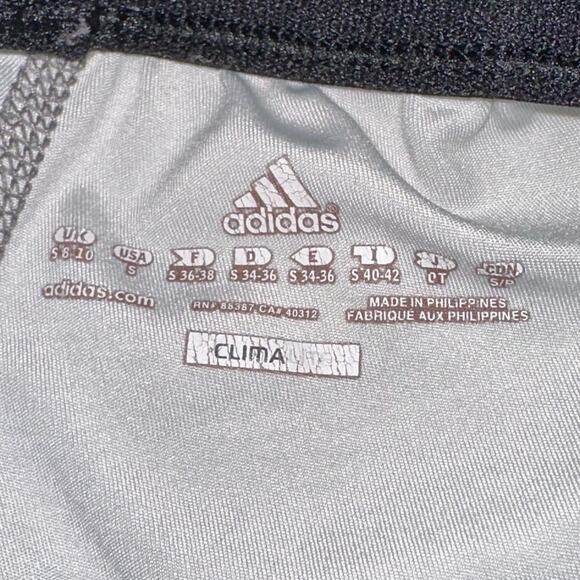 adidas
UK USA F D E I J CDN
S 8-10 S S 36-38 S 34-36 S 34-36 S 40-42 OT S/P
adidas.com RN# 88387 CA# 40312 MADE IN PHILIPPINES
FABRIQUE AUX PHILIPPINES
CLIMALITE